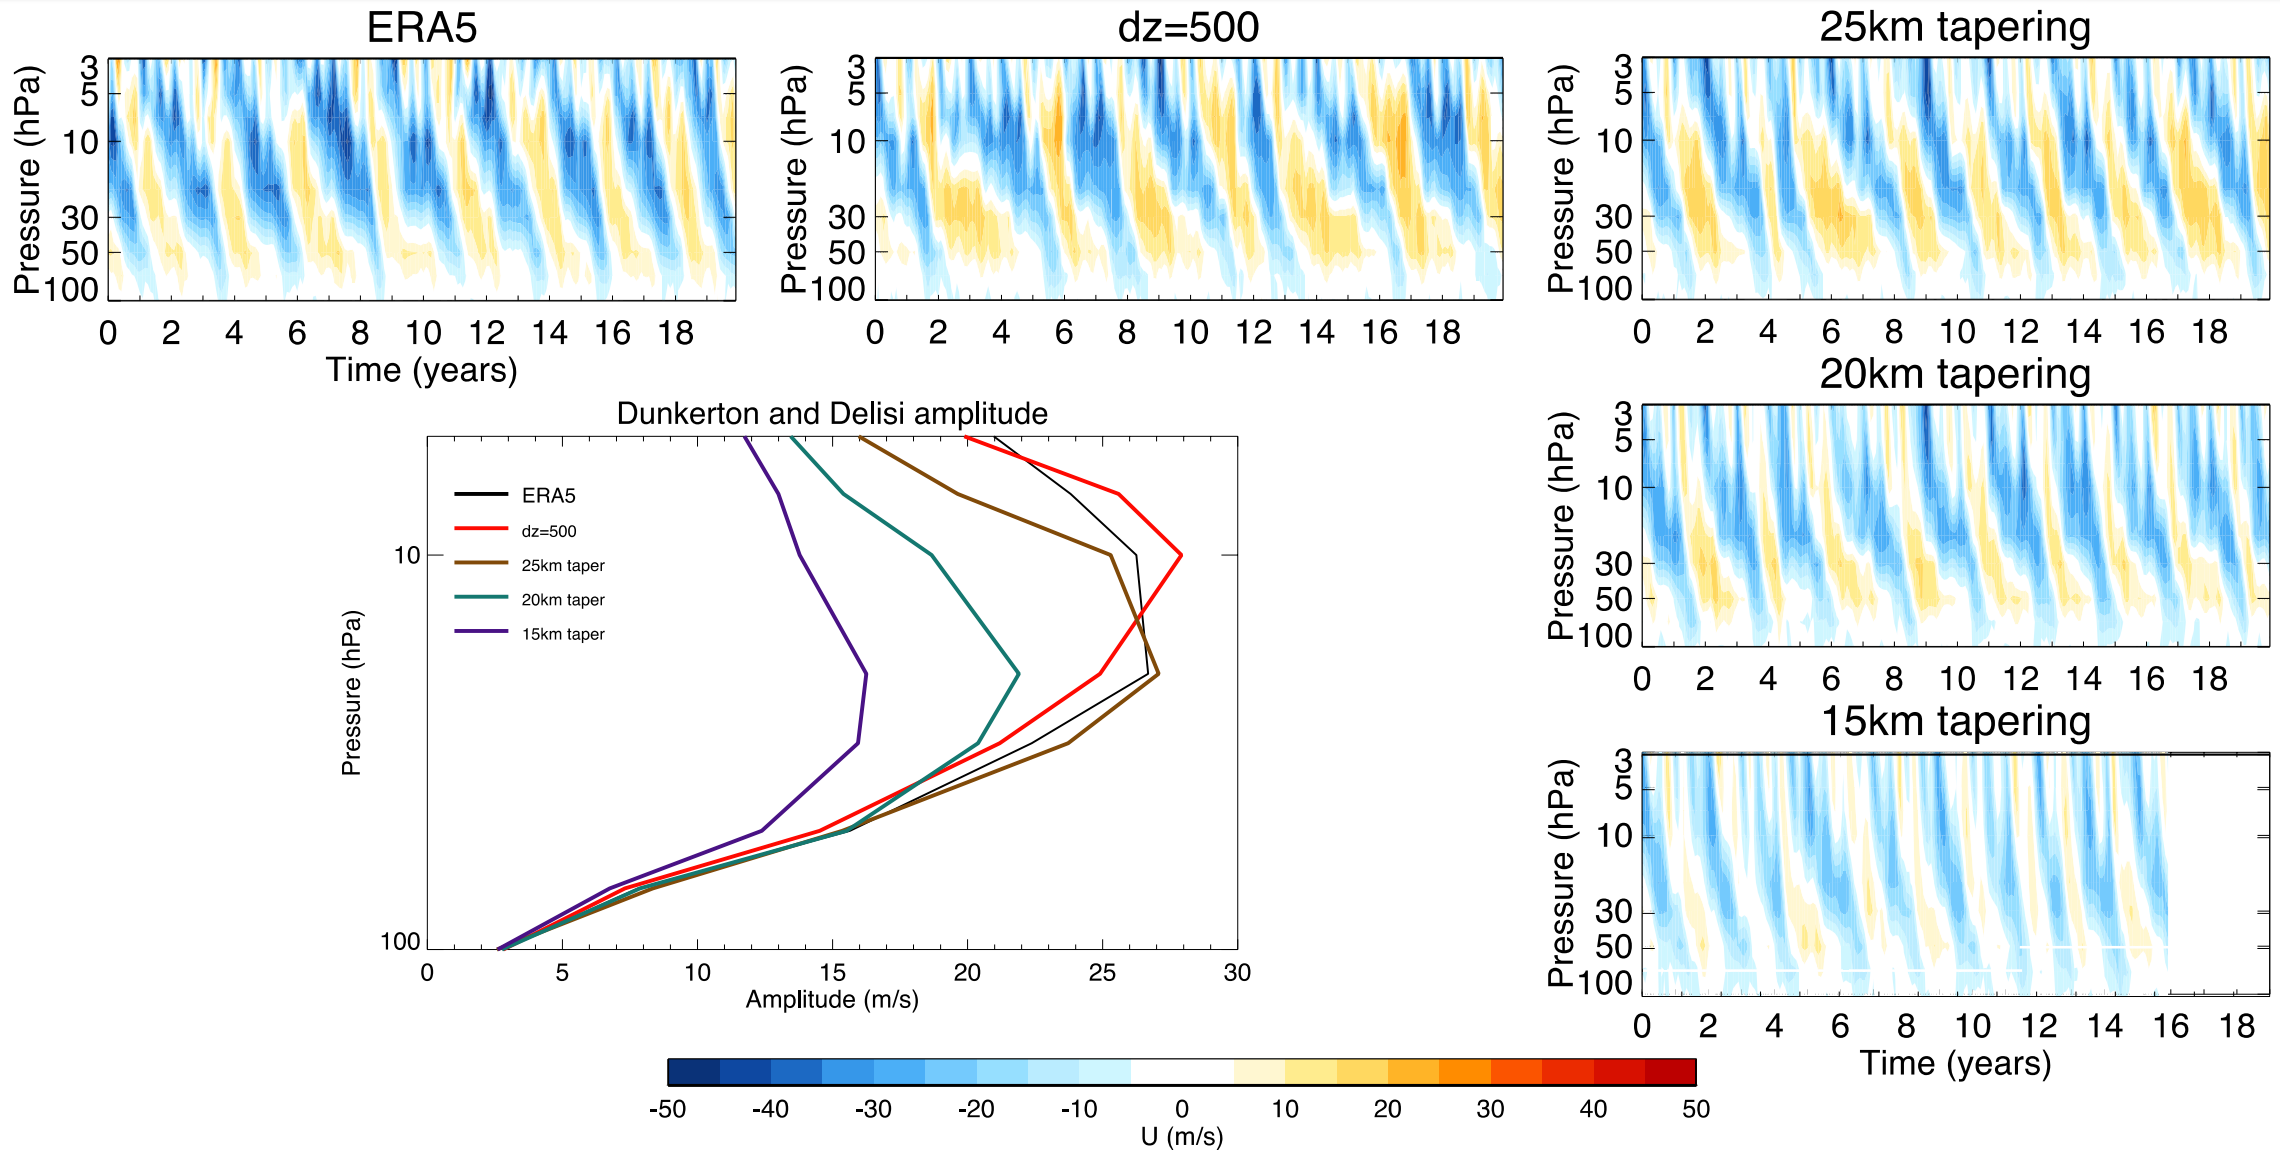 ERA5
dz=500
25km tapering
Pressure (hPa)
3
5
10
30
50
100
0 2 4 6 8 10 12 14 16 18
Time (years)
Pressure (hPa)
3
5
10
30
50
100
0 2 4 6 8 10 12 14 16 18
Pressure (hPa)
3
5
10
30
50
100
0 2 4 6 8 10 12 14 16 18
20km tapering
Pressure (hPa)
3
5
10
30
50
100
0 2 4 6 8 10 12 14 16 18
15km tapering
Pressure (hPa)
3
5
10
30
50
100
0 2 4 6 8 10 12 14 16 18
Time (years)
Dunkerton and Delisi amplitude
ERA5
dz=500
25km taper
20km taper
15km taper
Pressure (hPa)
10
100
0 5 10 15 20 25 30
Amplitude (m/s)
-50 -40 -30 -20 -10 0 10 20 30 40 50
U (m/s)